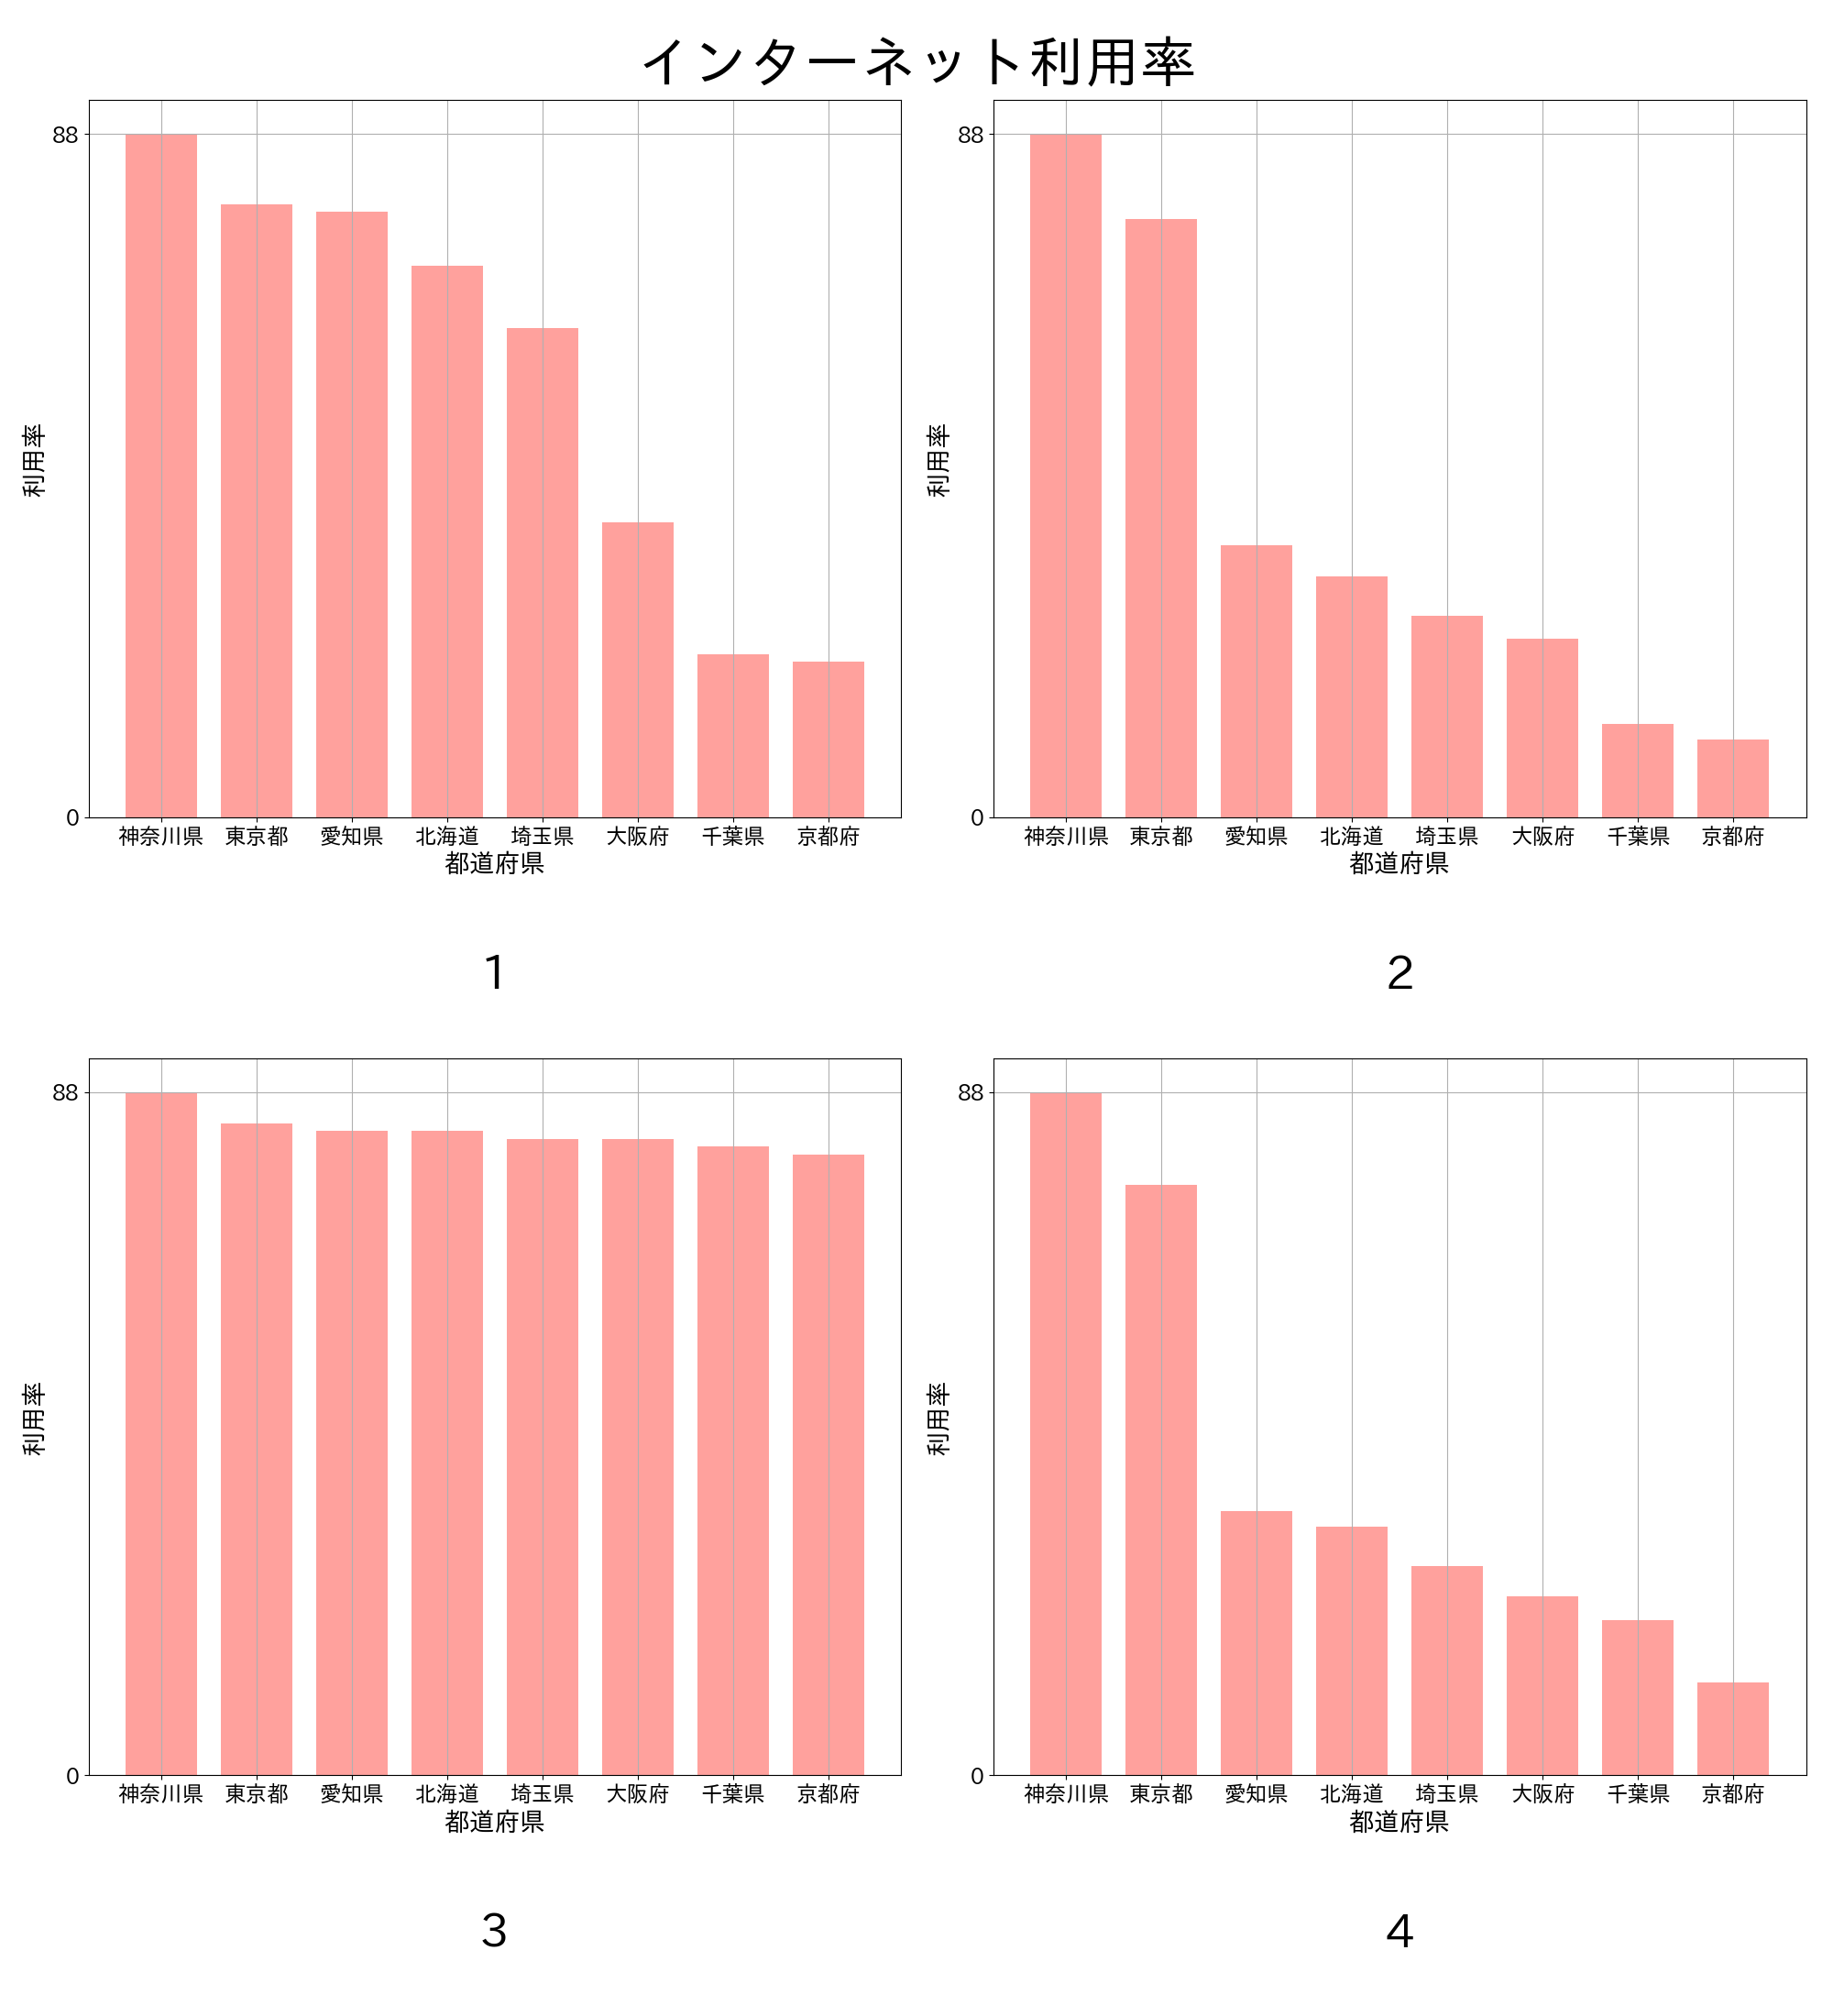 インターネット利用率
88
0
利用率
神奈川県 東京都 愛知県 北海道 埼玉県 大阪府 千葉県 京都府
都道府県
1
88
0
利用率
神奈川県 東京都 愛知県 北海道 埼玉県 大阪府 千葉県 京都府
都道府県
2
88
0
利用率
神奈川県 東京都 愛知県 北海道 埼玉県 大阪府 千葉県 京都府
都道府県
3
88
0
利用率
神奈川県 東京都 愛知県 北海道 埼玉県 大阪府 千葉県 京都府
都道府県
4